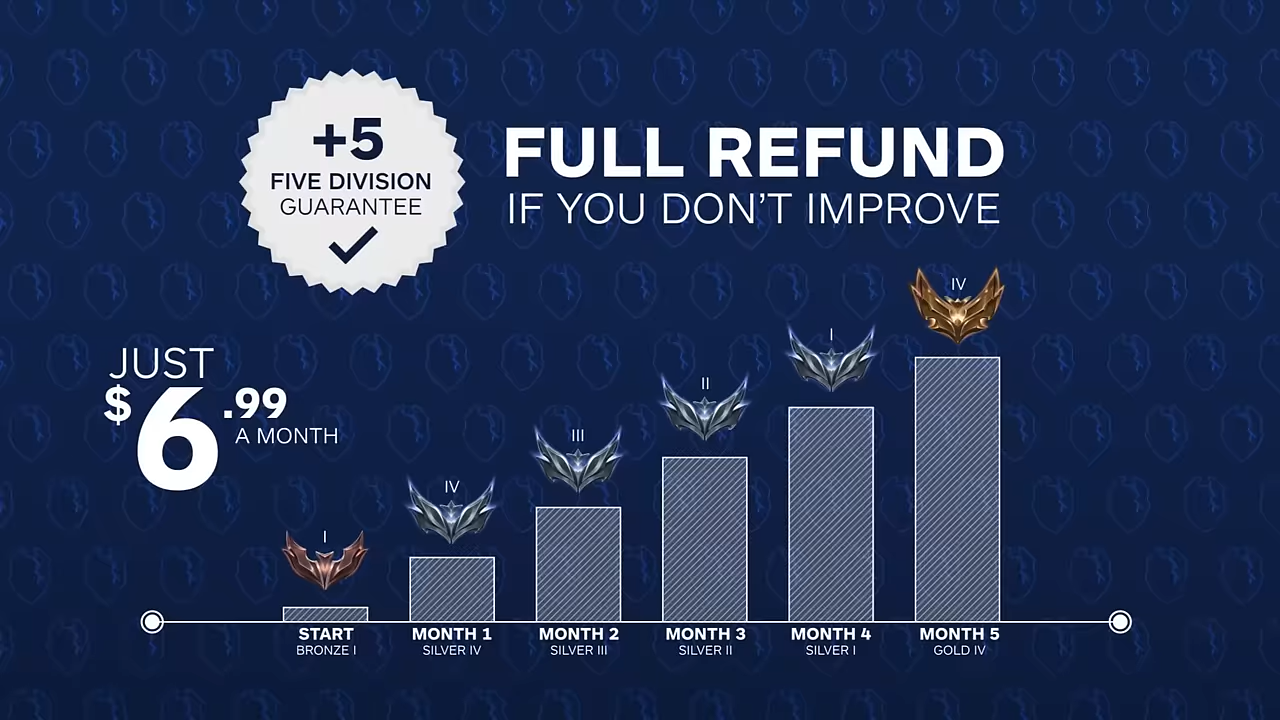 +5
FIVE DIVISION
GUARANTEE
FULL REFUND
IF YOU DON'T IMPROVE
JUST
$6.99
A MONTH
I
IV
III
II
I
IV
START
BRONZE I
MONTH 1
SILVER IV
MONTH 2
SILVER III
MONTH 3
SILVER II
MONTH 4
SILVER I
MONTH 5
GOLD IV